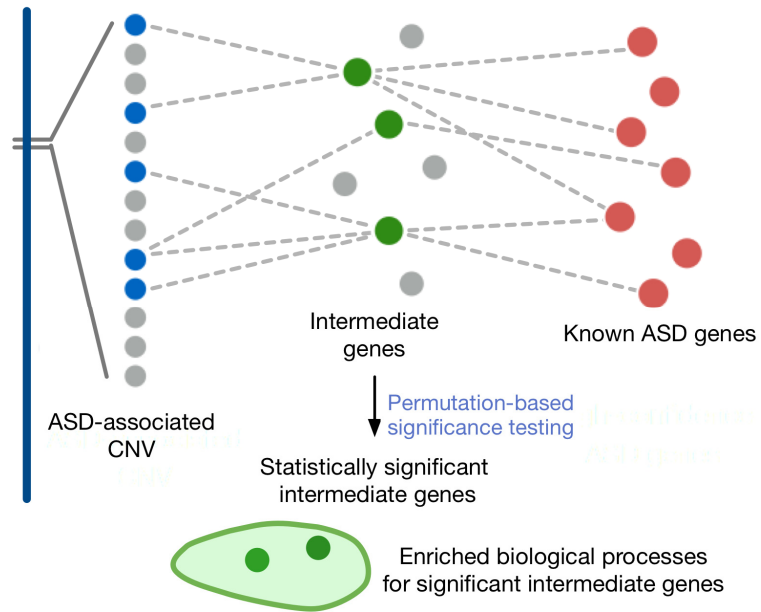 Intermediate
genes
Known ASD genes
ASD-associated
CNV
Permutation-based
significance testing
Statistically significant
intermediate genes
Enriched biological processes
for significant intermediate genes